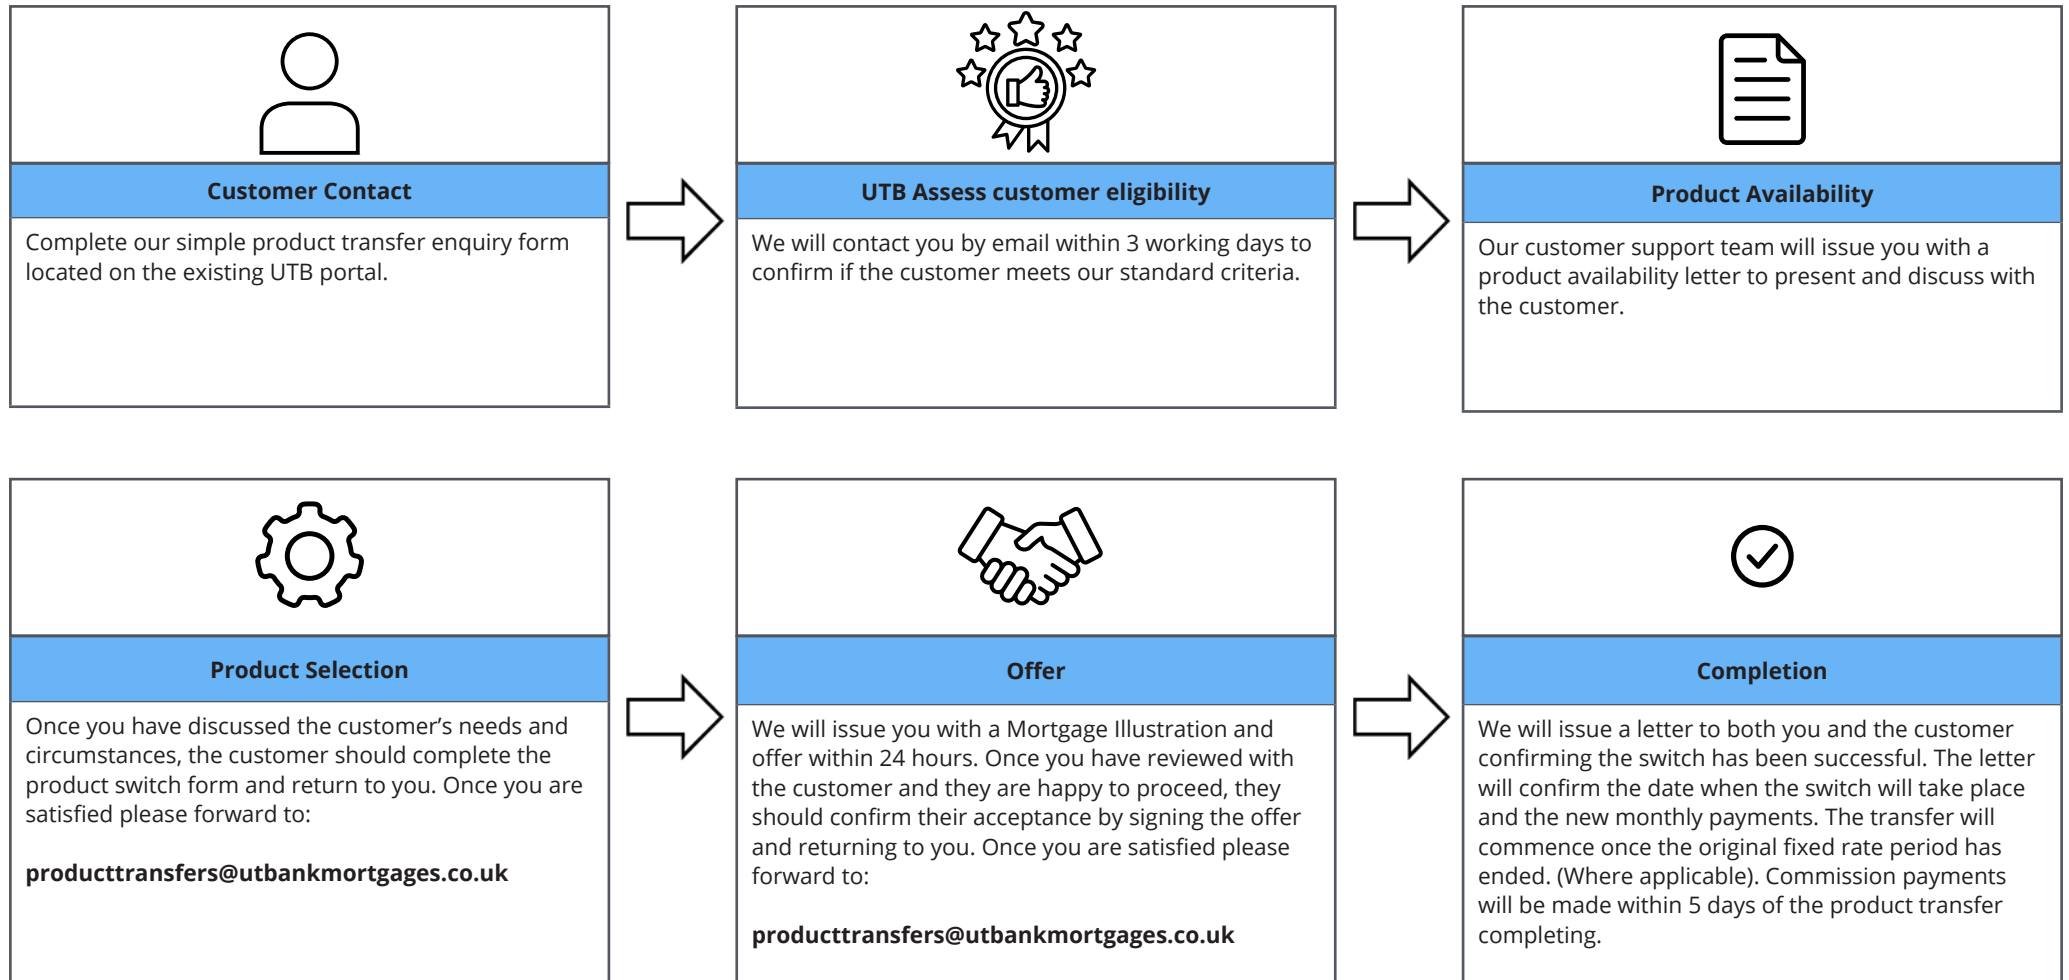 Customer Contact
Complete our simple product transfer enquiry form
located on the existing UTB portal.
UTB Assess customer eligibility
We will contact you by email within 3 working days to
confirm if the customer meets our standard criteria.
Product Availability
Our customer support team will issue you with a
product availability letter to present and discuss with
the customer.
Product Selection
Once you have discussed the customer’s needs and
circumstances, the customer should complete the
product switch form and return to you. Once you are
satisfied please forward to:
producttransfers@utbankmortgages.co.uk
Offer
We will issue you with a Mortgage Illustration and
offer within 24 hours. Once you have reviewed with
the customer and they are happy to proceed, they
should confirm their acceptance by signing the offer
and returning to you. Once you are satisfied please
forward to:
producttransfers@utbankmortgages.co.uk
Completion
We will issue a letter to both you and the customer
confirming the switch has been successful. The letter
will confirm the date when the switch will take place
and the new monthly payments. The transfer will
commence once the original fixed rate period has
ended. (Where applicable). Commission payments
will be made within 5 days of the product transfer
completing.